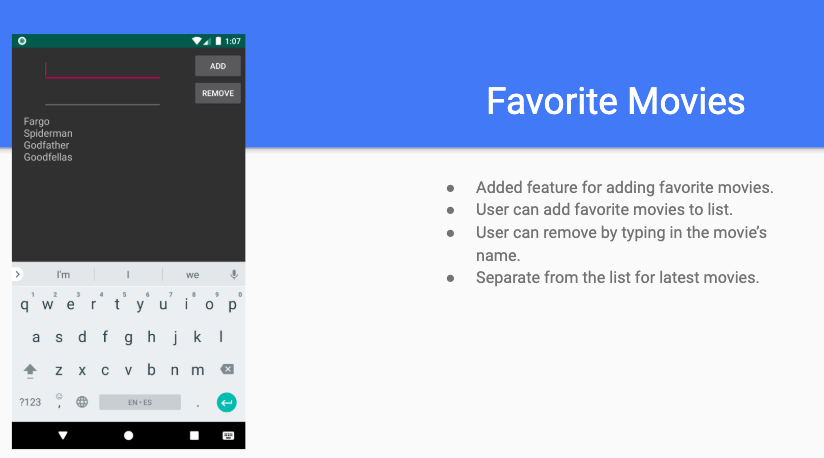 1:07
ADD
REMOVE
Fargo
Spiderman
Godfather
Goodfellas
I'm I we
1 2 3 4 5 6 7 8 9 0
q w e r t y u i o p
a s d f g h j k l
z x c v b n m
?123 , EN • ES .
Favorite Movies
● Added feature for adding favorite movies.
● User can add favorite movies to list.
● User can remove by typing in the movie’s
name.
● Separate from the list for latest movies.